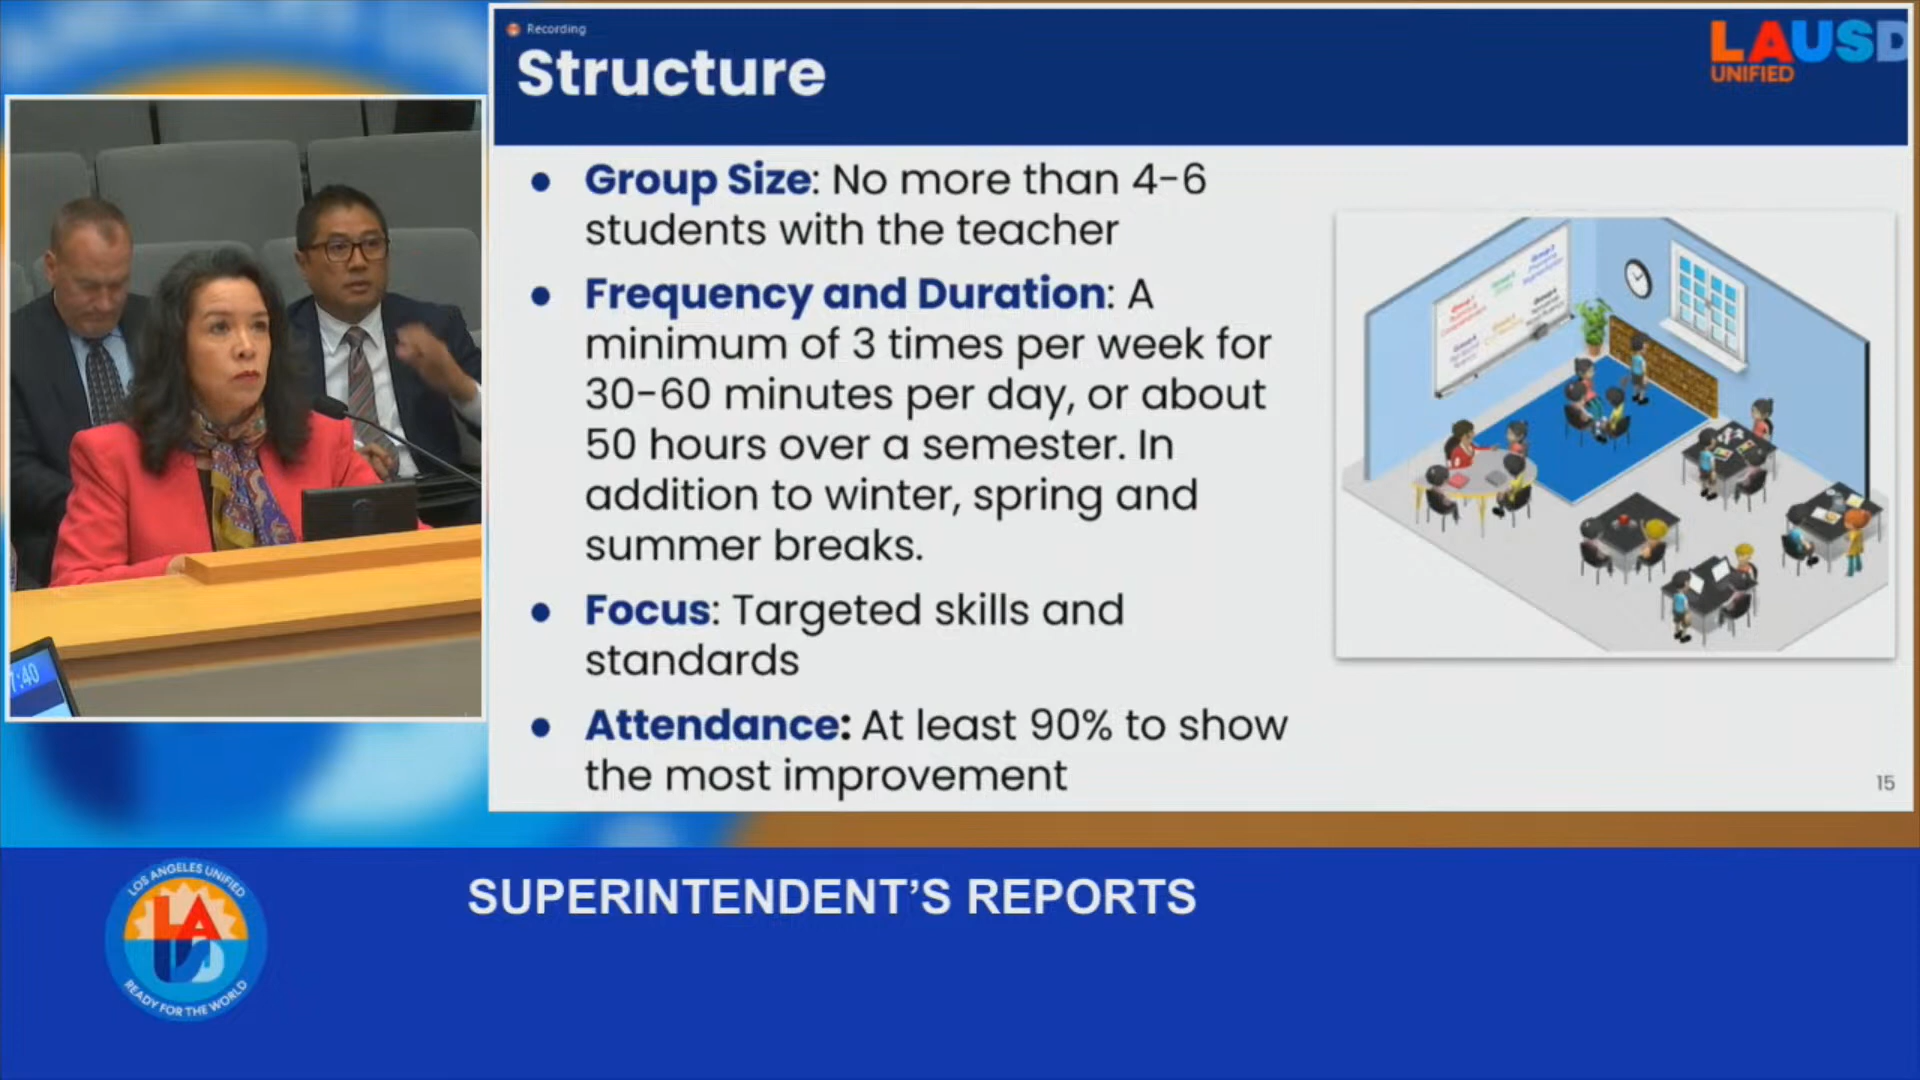 Recording
Structure
LAUSD
UNIFIED
Group Size: No more than 4-6
students with the teacher
Frequency and Duration: A
minimum of 3 times per week for
30-60 minutes per day, or about
50 hours over a semester. In
addition to winter, spring and
summer breaks.
Focus: Targeted skills and
standards
Attendance: At least 90% to show
the most improvement
15
:40
SUPERINTENDENT'S REPORTS
LOS ANGELES UNIFIED
LA
US
READY FOR THE WORLD